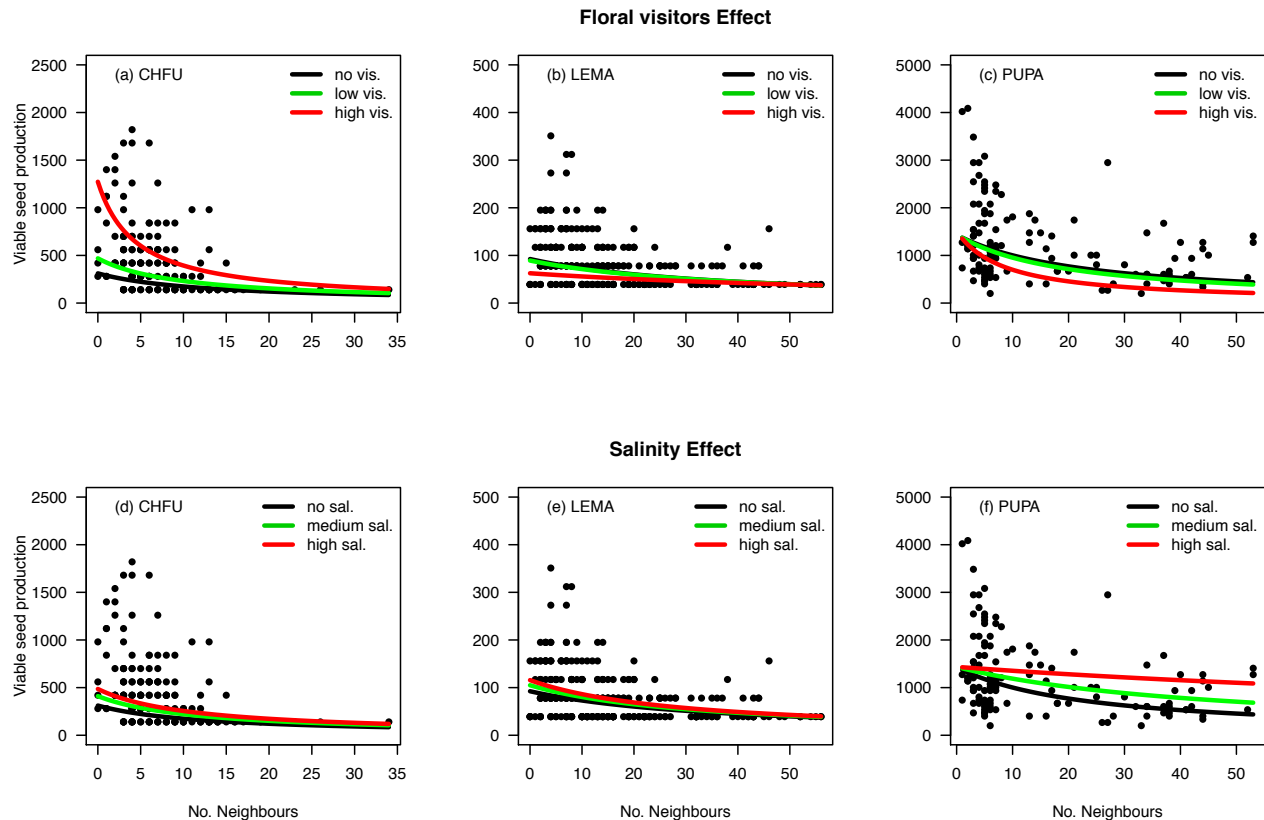 Floral visitors Effect
Viable seed production
2500
2000
1500
1000
500
0
(a) CHFU
no vis.
low vis.
high vis.
0 5 10 15 20 25 30 35
500
400
300
200
100
0
(b) LEMA
no vis.
low vis.
high vis.
0 10 20 30 40 50
5000
4000
3000
2000
1000
0
(c) PUPA
no vis.
low vis.
high vis.
0 10 20 30 40 50
Salinity Effect
Viable seed production
2500
2000
1500
1000
500
0
(d) CHFU
no sal.
medium sal.
high sal.
0 5 10 15 20 25 30 35
No. Neighbours
500
400
300
200
100
0
(e) LEMA
no sal.
medium sal.
high sal.
0 10 20 30 40 50
No. Neighbours
5000
4000
3000
2000
1000
0
(f) PUPA
no sal.
medium sal.
high sal.
0 10 20 30 40 50
No. Neighbours